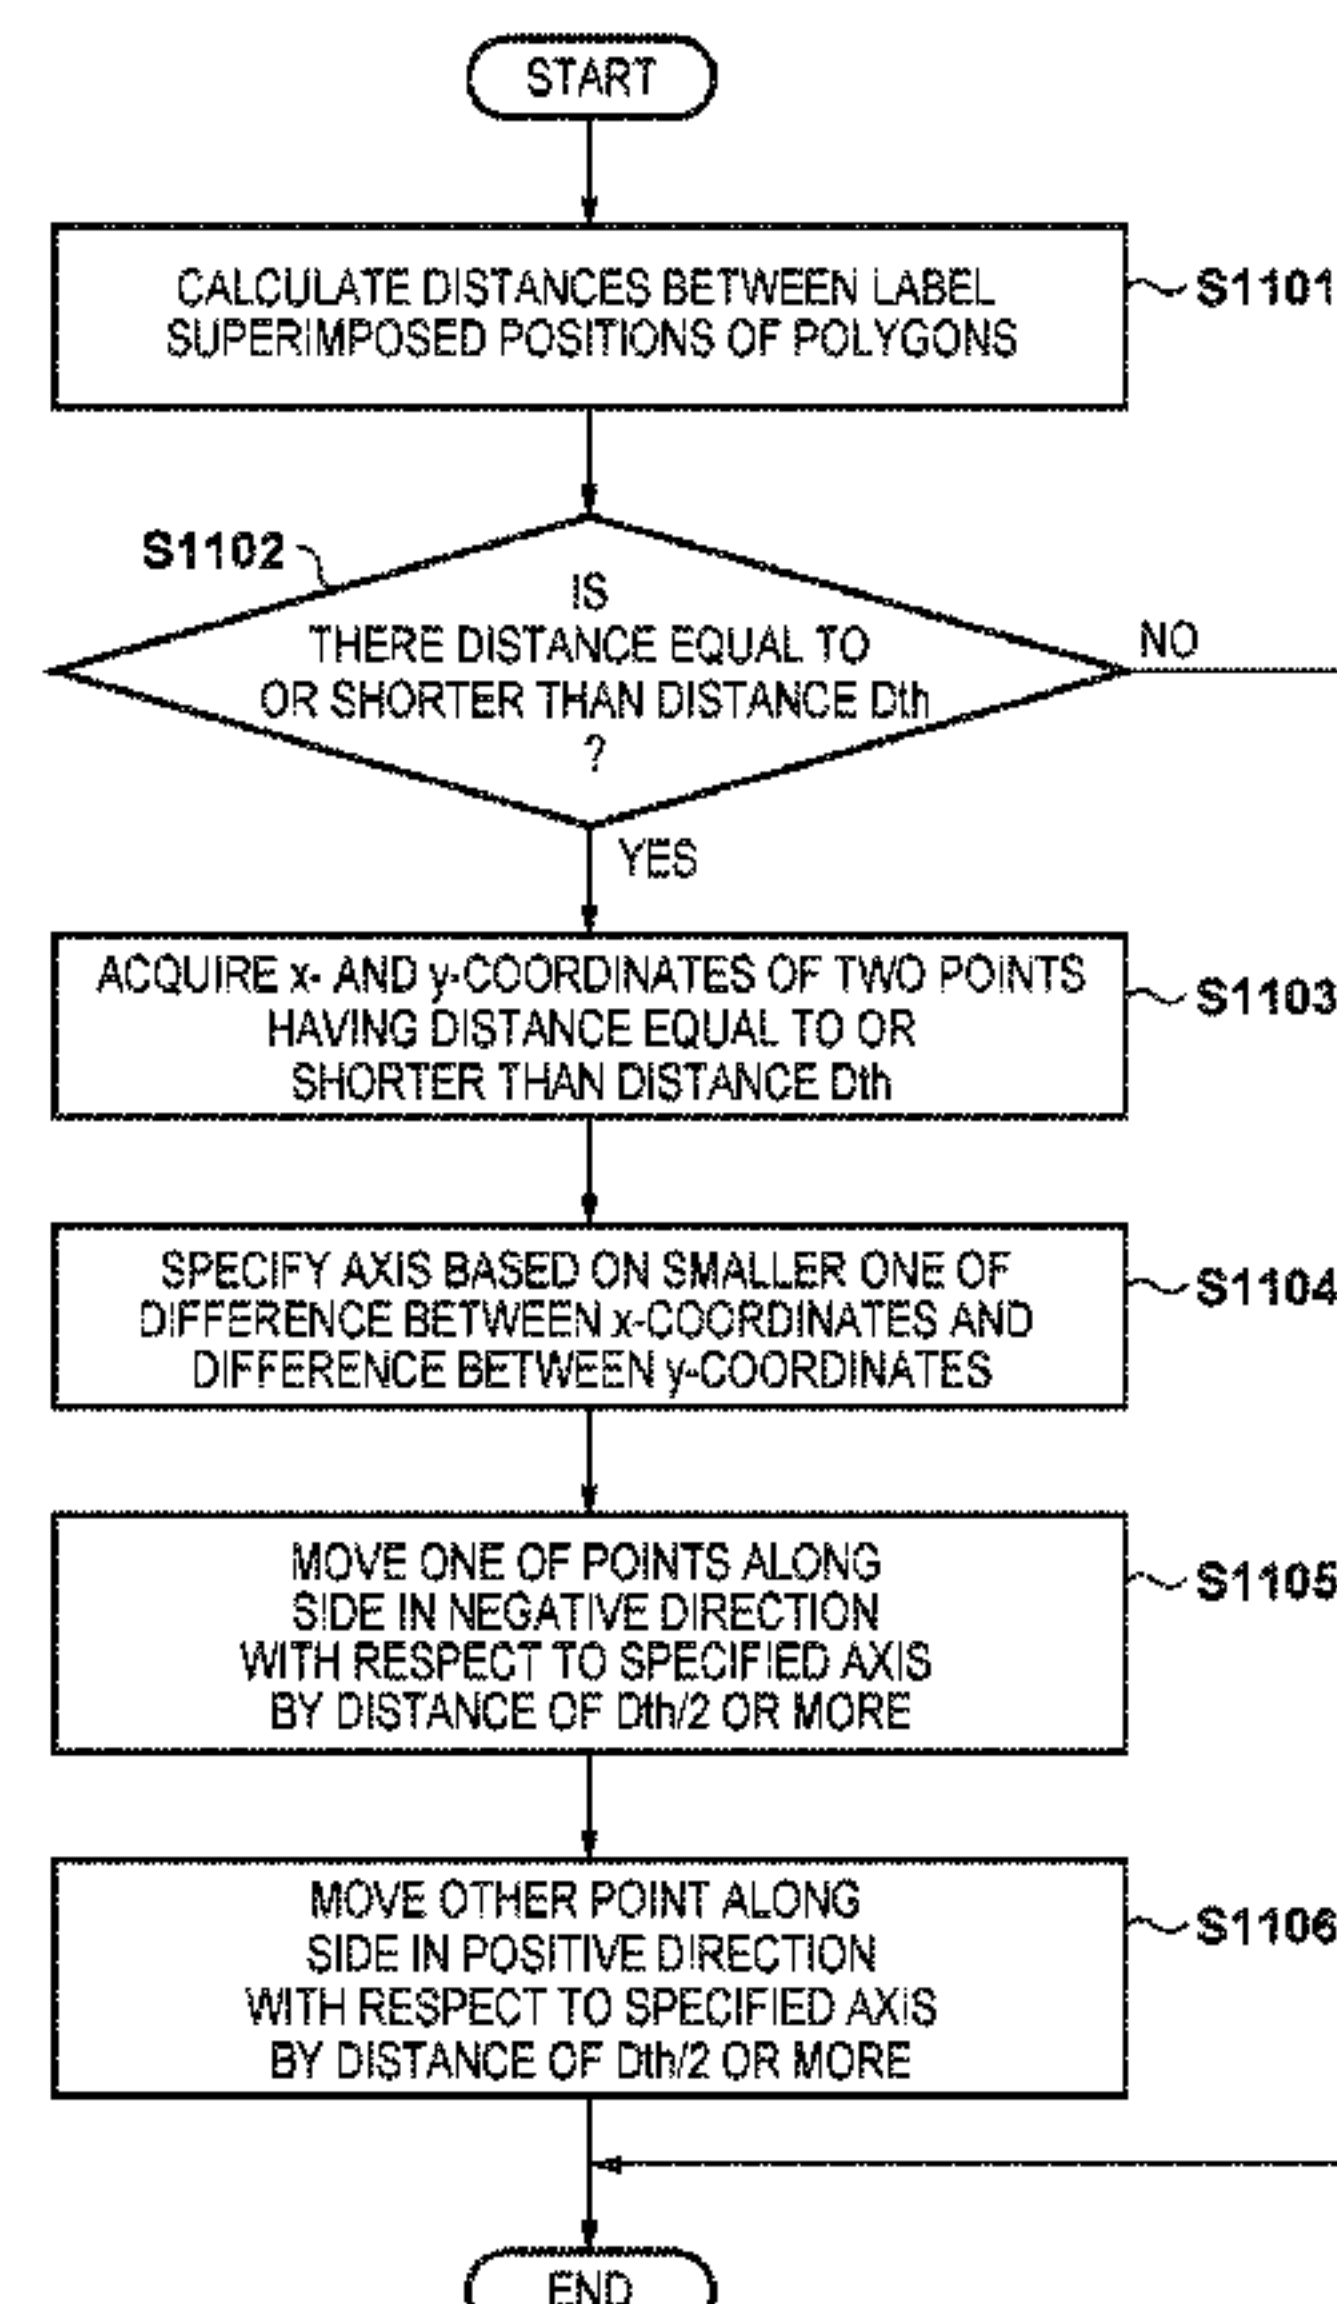 START
CALCULATE DISTANCES BETWEEN LABEL
SUPERIMPOSED POSITIONS OF POLYGONS
S1101
S1102
IS
THERE DISTANCE EQUAL TO
OR SHORTER THAN DISTANCE Dth
?
NO
YES
ACQUIRE x- AND y-COORDINATES OF TWO POINTS
HAVING DISTANCE EQUAL TO OR
SHORTER THAN DISTANCE Dth
S1103
SPECIFY AXIS BASED ON SMALLER ONE OF
DIFFERENCE BETWEEN x-COORDINATES AND
DIFFERENCE BETWEEN y-COORDINATES
S1104
MOVE ONE OF POINTS ALONG
SIDE IN NEGATIVE DIRECTION
WITH RESPECT TO SPECIFIED AXIS
BY DISTANCE OF Dth/2 OR MORE
S1105
MOVE OTHER POINT ALONG
SIDE IN POSITIVE DIRECTION
WITH RESPECT TO SPECIFIED AXIS
BY DISTANCE OF Dth/2 OR MORE
S1106
END